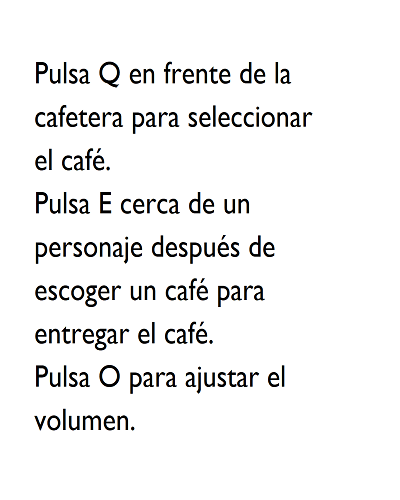 Pulsa Q en frente de la
cafetera para seleccionar
el café.
Pulsa E cerca de un
personaje después de
escoger un café para
entregar el café.
Pulsa O para ajustar el
volumen.